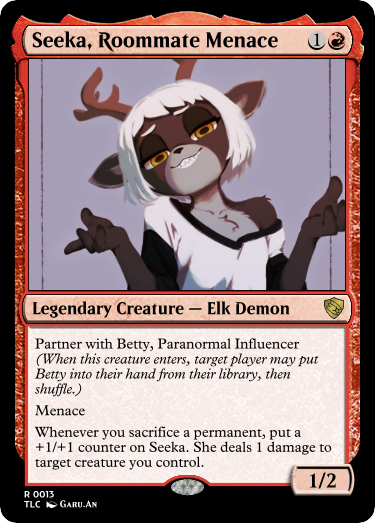 Seeka, Roommate Menace 1
Legendary Creature — Elk Demon
Partner with Betty, Paranormal Influencer
(When this creature enters, target player may put
Betty into their hand from their library, then
shuffle.)
Menace
Whenever you sacrifice a permanent, put a
+1/+1 counter on Seeka. She deals 1 damage to
target creature you control.
1/2
R 0013
TLC Garu.An